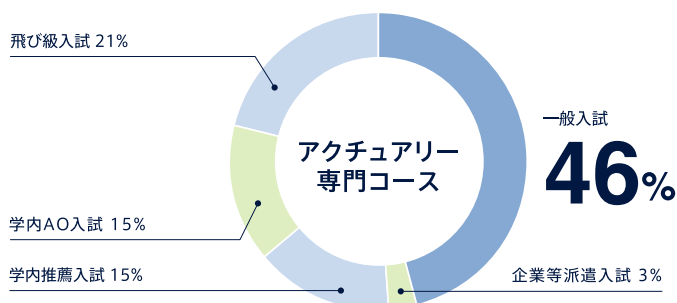 飛び級入試 21%
一般入試
46%
アクチュアリー
専門コース
学内AO入試 15%
学内推薦入試 15%
企業等派遣入試 3%